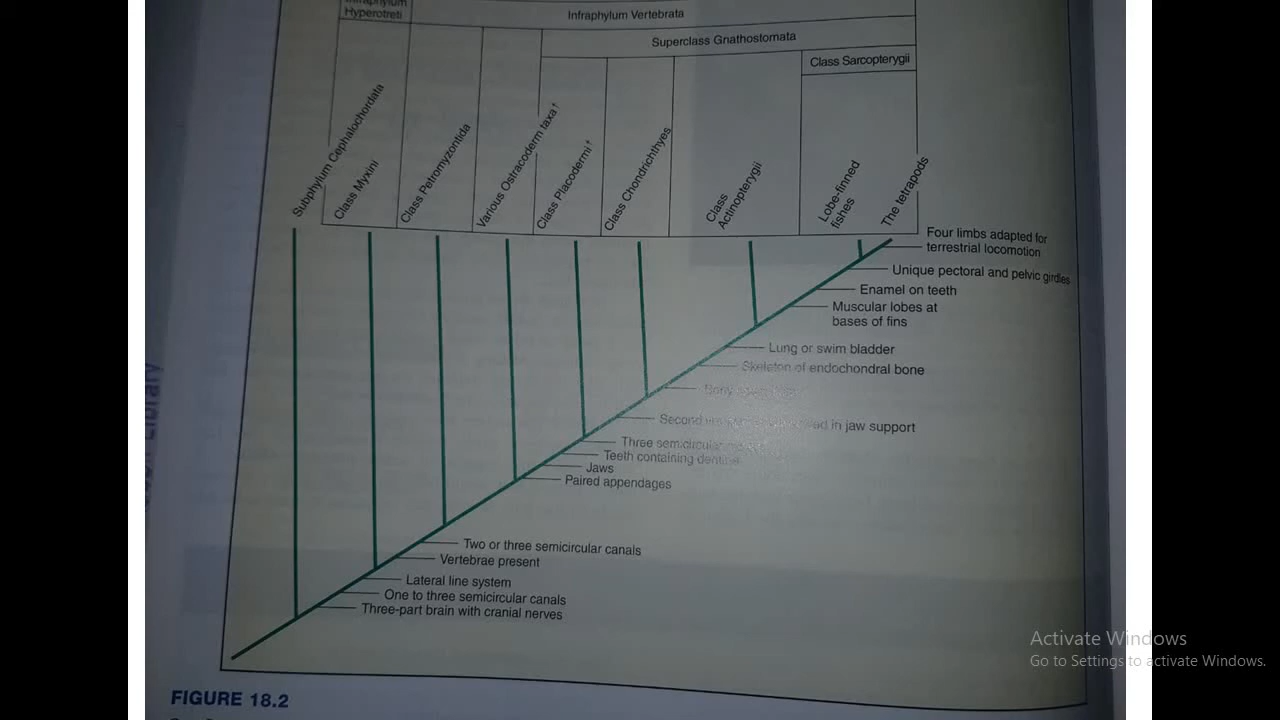 Infraphylum
Hyperotreti
Infraphylum Vertebrata
Superclass Gnathostomata
Class Sarcopterygii
Subphylum Cephalochordata
Class Myxini
Class Petromyzontida
Various Ostracoderm taxa†
Class Placodermi†
Class Chondrichthyes
Class
Actinopterygii
Lobe-finned
fishes
The tetrapods
Four limbs adapted for
terrestrial locomotion
Unique pectoral and pelvic girdles
Enamel on teeth
Muscular lobes at
bases of fins
Lung or swim bladder
Skeleton of endochondral bone
Bony
Second in jaw support
Three semicircular
Teeth containing dentine
Jaws
Paired appendages
Two or three semicircular canals
Vertebrae present
Lateral line system
One to three semicircular canals
Three-part brain with cranial nerves
Activate Windows
Go to Settings to activate Windows.
FIGURE 18.2